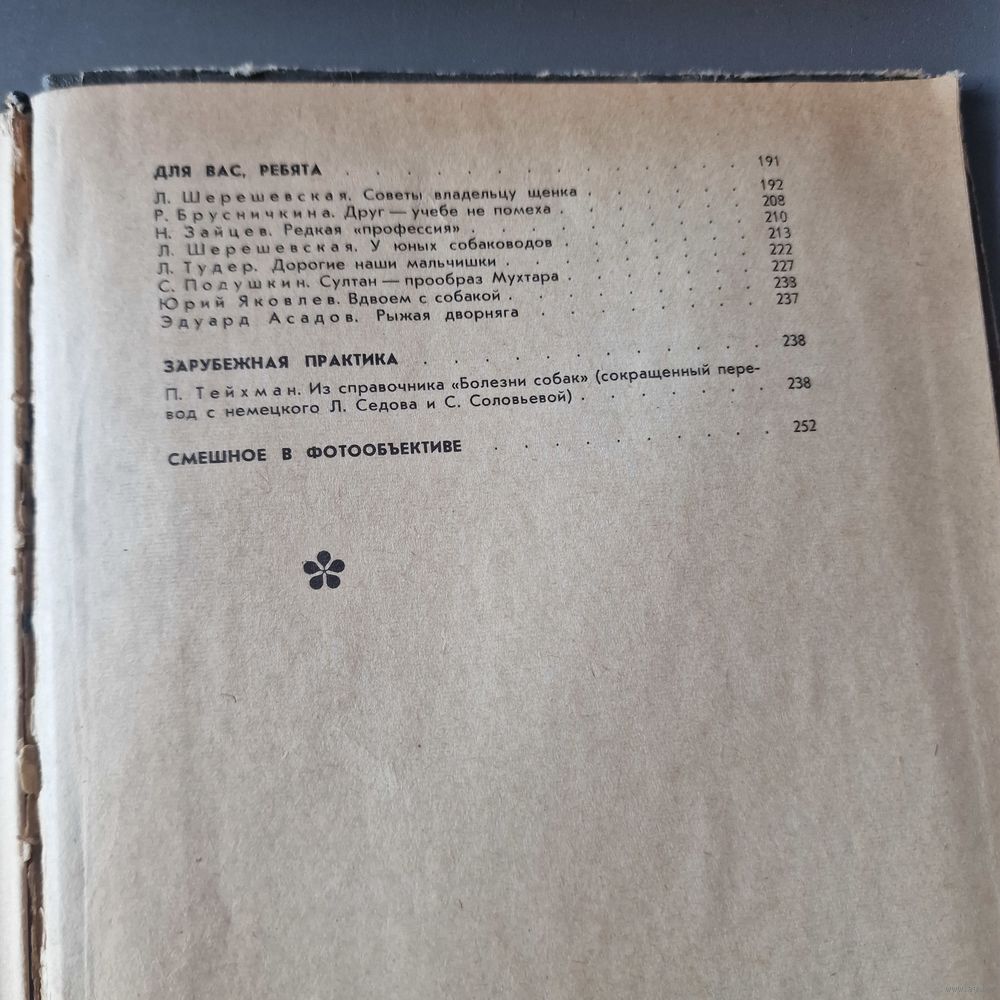 ДЛЯ ВАС, РЕБЯТА . . . . . . . . . . . 191
Л. Шерешевская. Советы владельцу щенка . . . . . 192
Р. Брусничкина. Друг — учебе не помеха . . . . . 208
Н. Зайцев. Редкая «профессия» . . . . . . . 210
Л. Шерешевская. У юных собаководов . . . . . 213
Л. Тудер. Дорогие наши мальчишки . . . . . . 222
С. Подушкин. Султан — прообраз Мухтара . . . . . 227
Юрий Яковлев. Вдвоем с собакой . . . . . . . 233
Эдуард Асадов. Рыжая дворняга . . . . . . 237
ЗАРУБЕЖНАЯ ПРАКТИКА . . . . . . . . . 238
П. Тейхман. Из справочника «Болезни собак» (сокращенный пере-
вод с немецкого Л. Седова и С. Соловьевой) . . . . . 238
СМЕШНОЕ В ФОТООБЪЕКТИВЕ . . . . . . . . 252